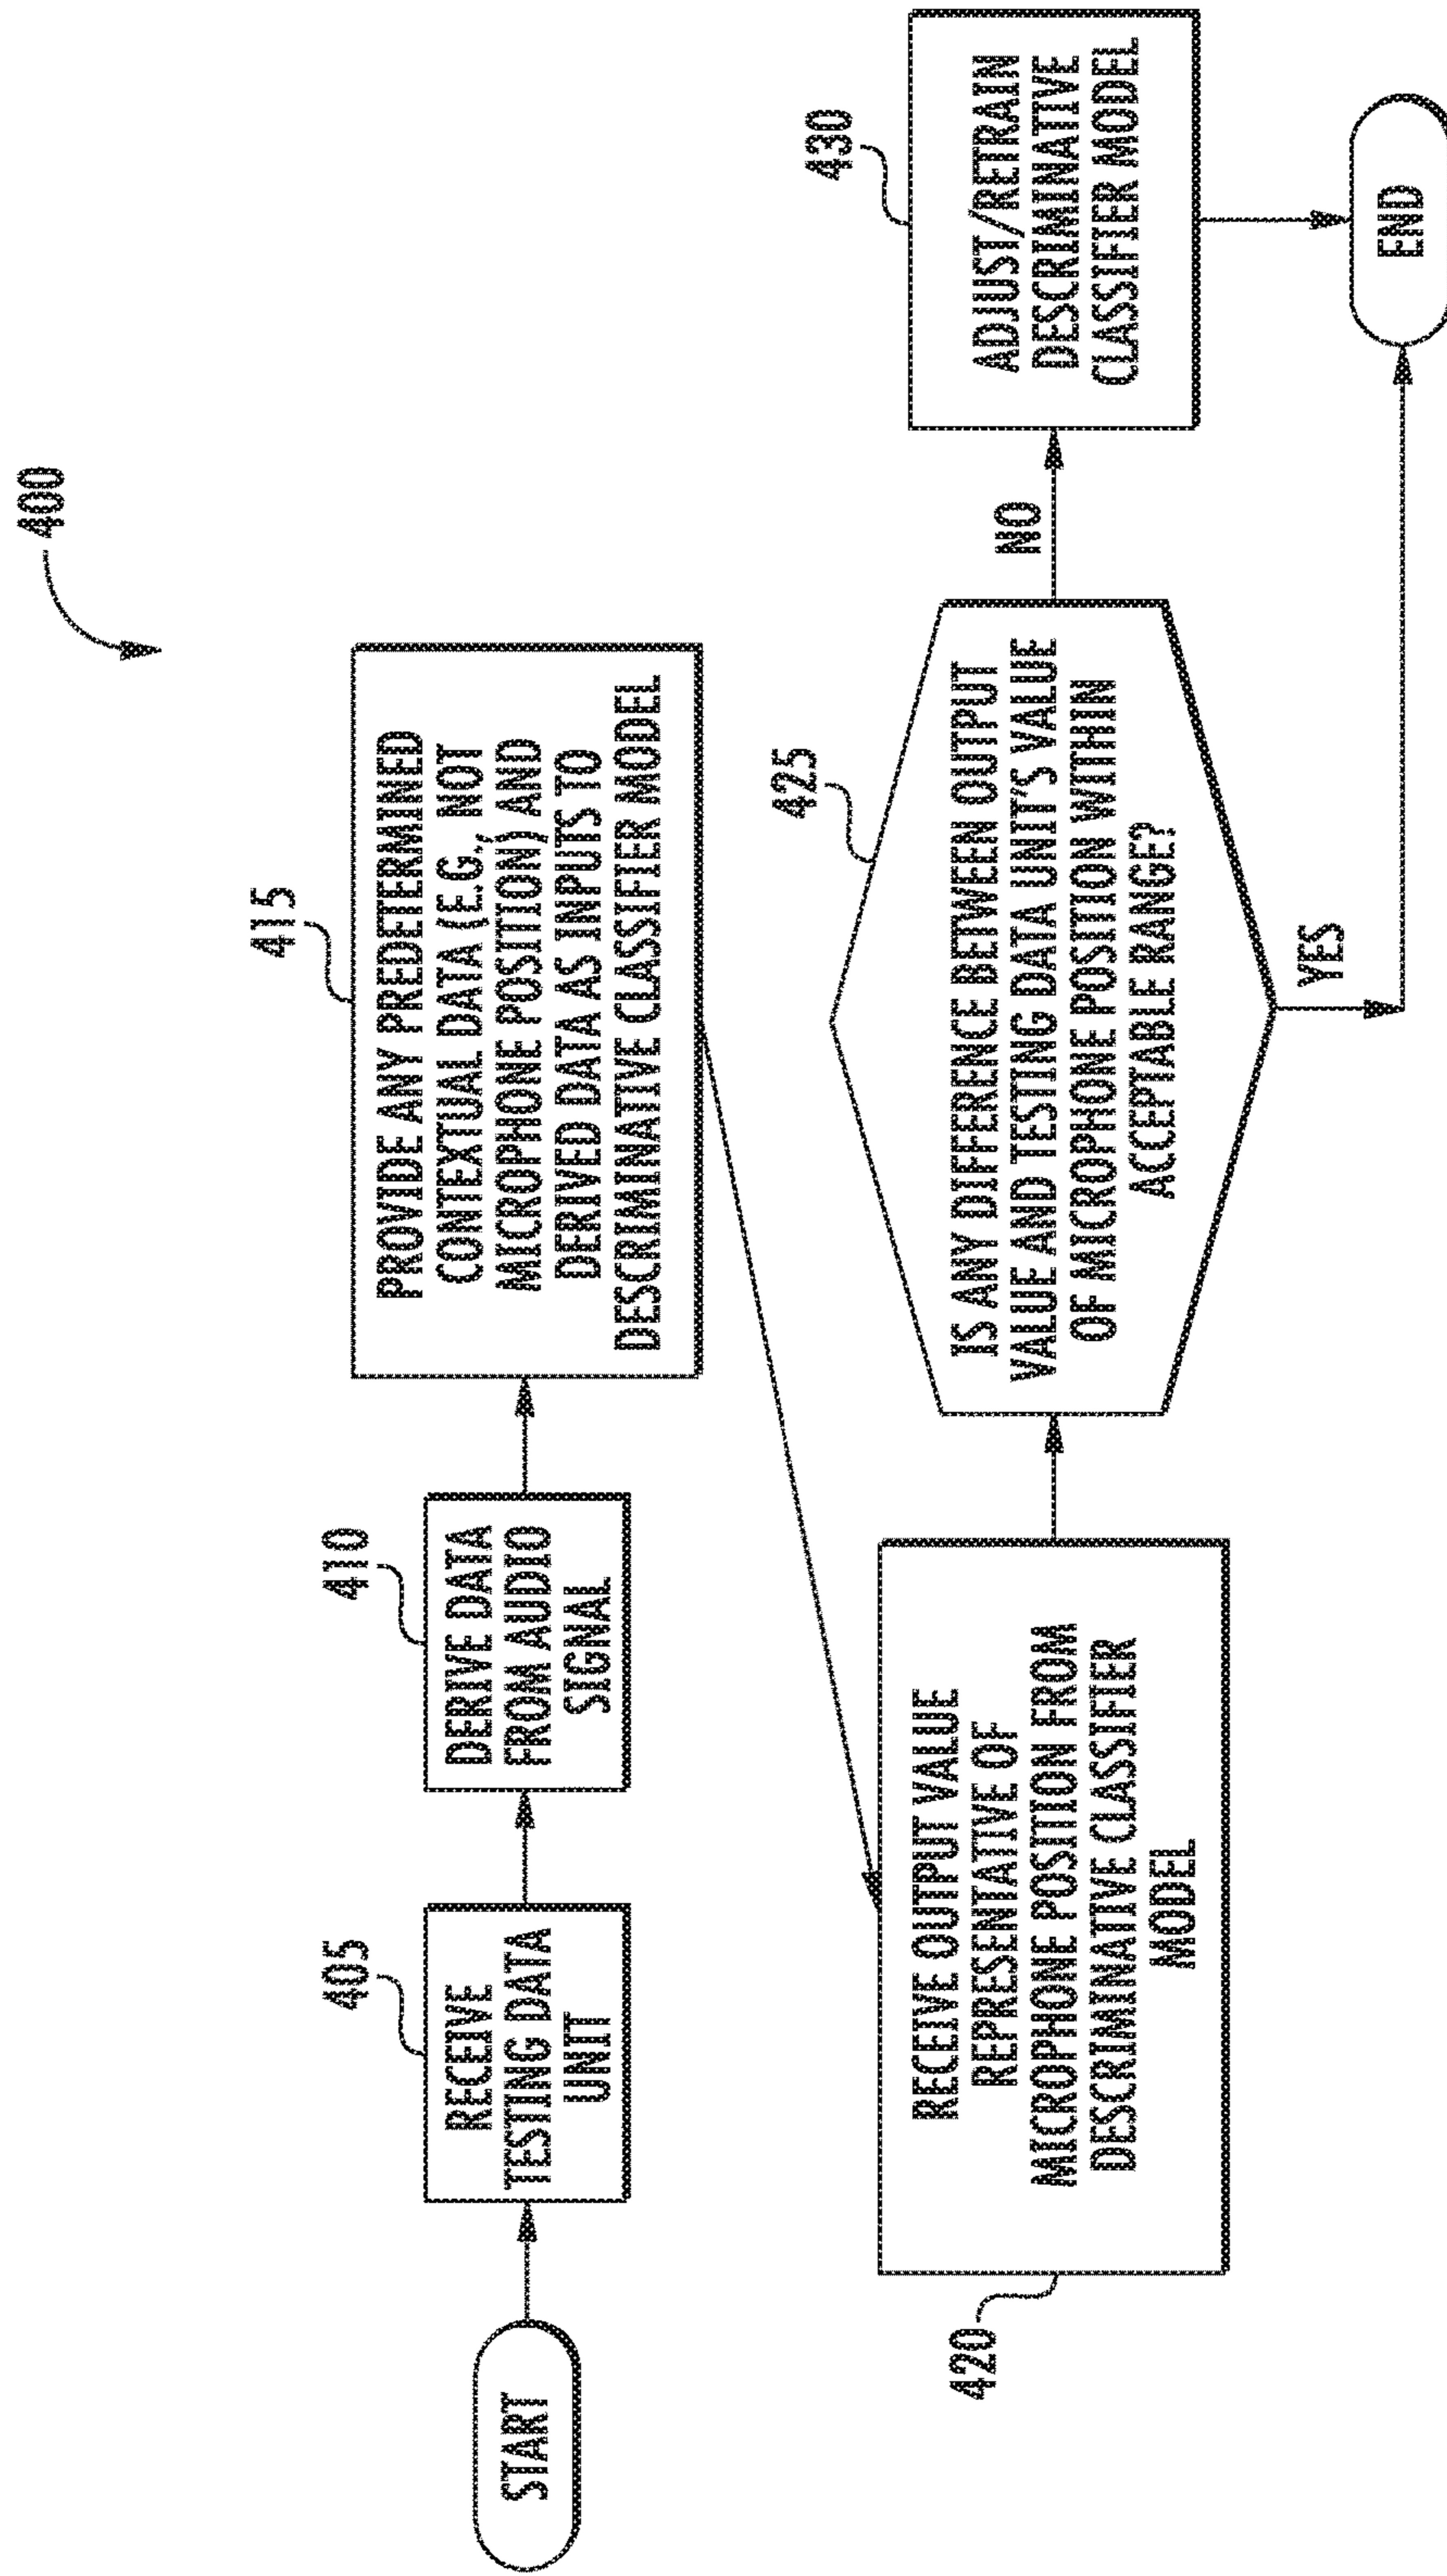 400
START
405
RECEIVE
TESTING DATA
UNIT
410
DERIVE DATA
FROM AUDIO
SIGNAL
415
PROVIDE ANY PREDETERMINED
CONTEXTUAL DATA (E.G., NOT
MICROPHONE POSITION) AND
DERIVED DATA AS INPUTS TO
DESCRIMINATIVE CLASSIFIER MODEL
420
RECEIVE OUTPUT VALUE
REPRESENTATIVE OF
MICROPHONE POSITION FROM
DESCRIMINATIVE CLASSIFIER
MODEL
425
IS ANY DIFFERENCE BETWEEN OUTPUT
VALUE AND TESTING DATA UNIT'S VALUE
OF MICROPHONE POSITION WITHIN
ACCEPTABLE RANGE?
NO
YES
430
ADJUST/RETRAIN
DESCRIMINATIVE
CLASSIFIER MODEL
END